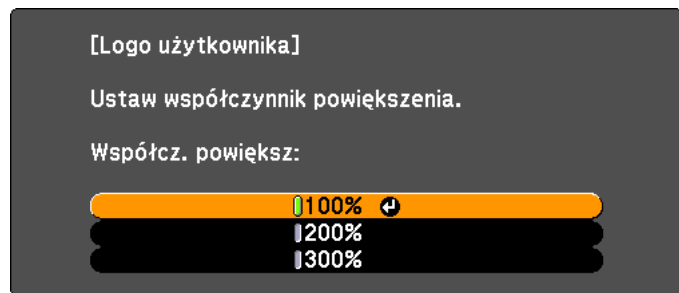 [Logo użytkownika]
Ustaw współczynnik powiększenia.
Współcz. powiększ:
100%
200%
300%